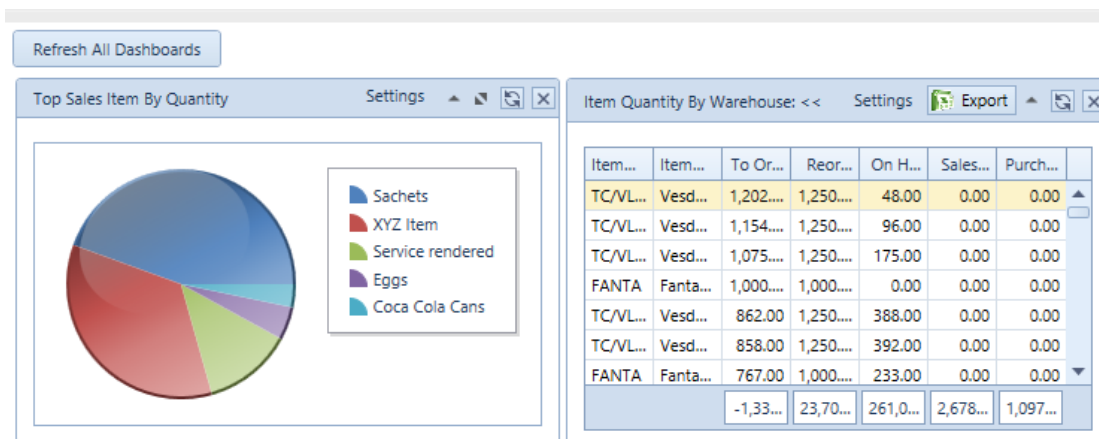 Refresh All Dashboards
Top Sales Item By Quantity Settings
Sachets
XYZ Item
Service rendered
Eggs
Coca Cola Cans
Item Quantity By Warehouse: << Settings Export
Item... Item... To Or... Reor... On H... Sales... Purch...
TC/VL... Vesd... 1,202.... 1,250.... 48.00 0.00 0.00
TC/VL... Vesd... 1,154.... 1,250.... 96.00 0.00 0.00
TC/VL... Vesd... 1,075.... 1,250.... 175.00 0.00 0.00
FANTA Fanta... 1,000.... 1,000.... 0.00 0.00 0.00
TC/VL... Vesd... 862.00 1,250.... 388.00 0.00 0.00
TC/VL... Vesd... 858.00 1,250.... 392.00 0.00 0.00
FANTA Fanta... 767.00 1,000.... 233.00 0.00 0.00
-1,33... 23,70... 261,0... 2,678... 1,097...